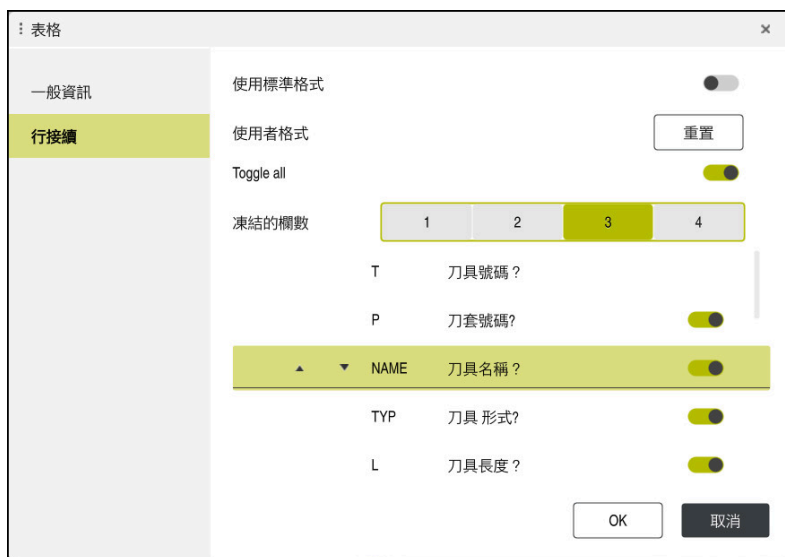 表格
一般資訊
行接續
使用標準格式
使用者格式 重置
Toggle all
凍結的欄數 1 2 3 4
T 刀具號碼？
P 刀套號碼?
NAME 刀具名稱？
TYP 刀具 形式?
L 刀具長度？
OK 取消